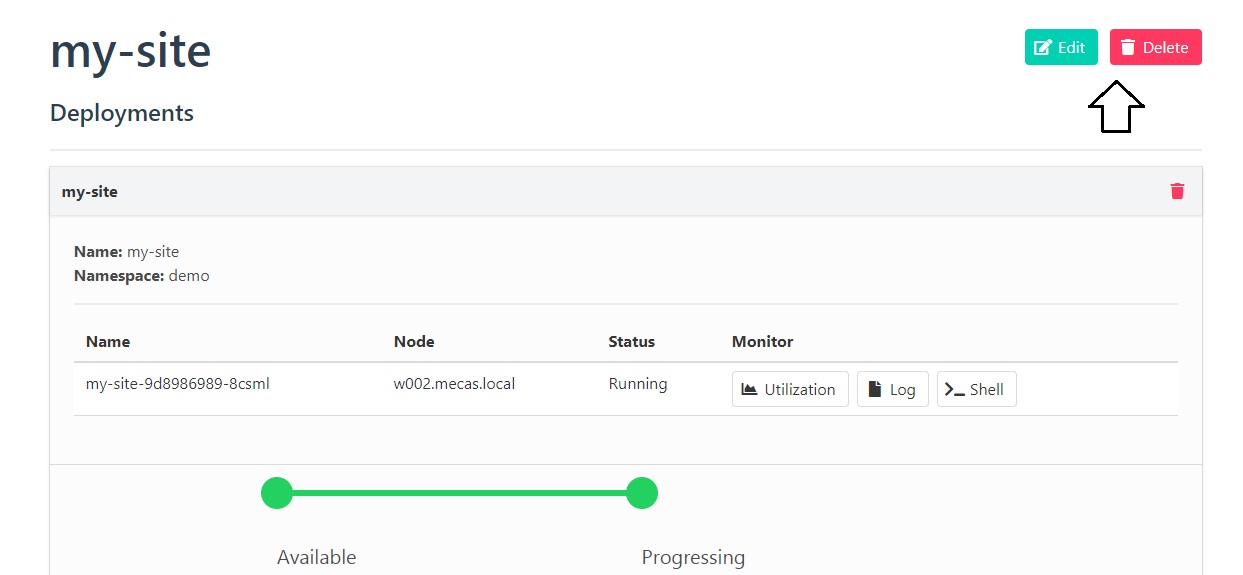 my-site
Edit
Delete
Deployments
my-site
Name: my-site
Namespace: demo
Name Node Status Monitor
my-site-9d8986989-8csml w002.mecas.local Running Utilization Log Shell
Available Progressing